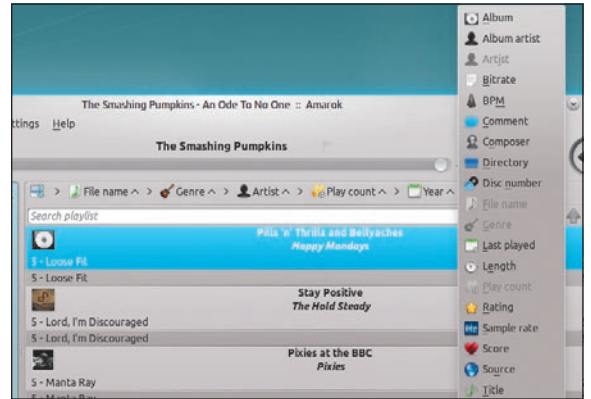 The Smashing Pumpkins - An Ode To No One :: Amarok
ttings Help
The Smashing Pumpkins
> File name > Genre > Artist > Play count > Year
Search playlist
Pills 'n' Thrills and Bellyaches
Happy Mondays
5 - Loose Fit
5 - Loose Fit
Stay Positive
The Hold Steady
5 - Lord, I'm Discouraged
5 - Lord, I'm Discouraged
Pixies at the BBC
Pixies
5 - Manta Ray
5 - Manta Ray
Album
Album artist
Artist
Bitrate
BPM
Comment
Composer
Directory
Disc number
File name
Genre
Last played
Length
Play count
Rating
Sample rate
Score
Source
Title